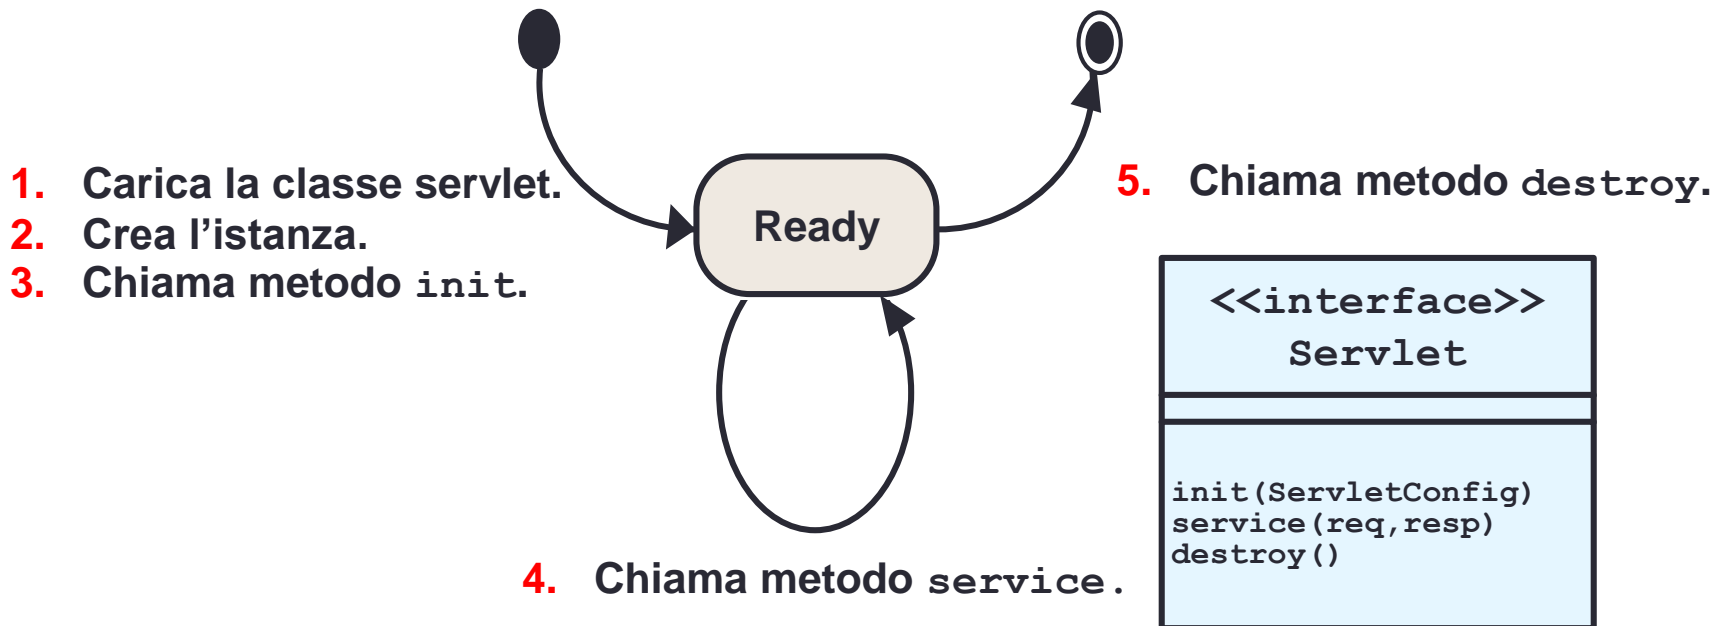 1. Carica la classe servlet.
2. Crea l’istanza.
3. Chiama metodo init.
Ready
5. Chiama metodo destroy.
<<interface>>
Servlet
init(ServletConfig)
service(req,resp)
destroy()
4. Chiama metodo service.